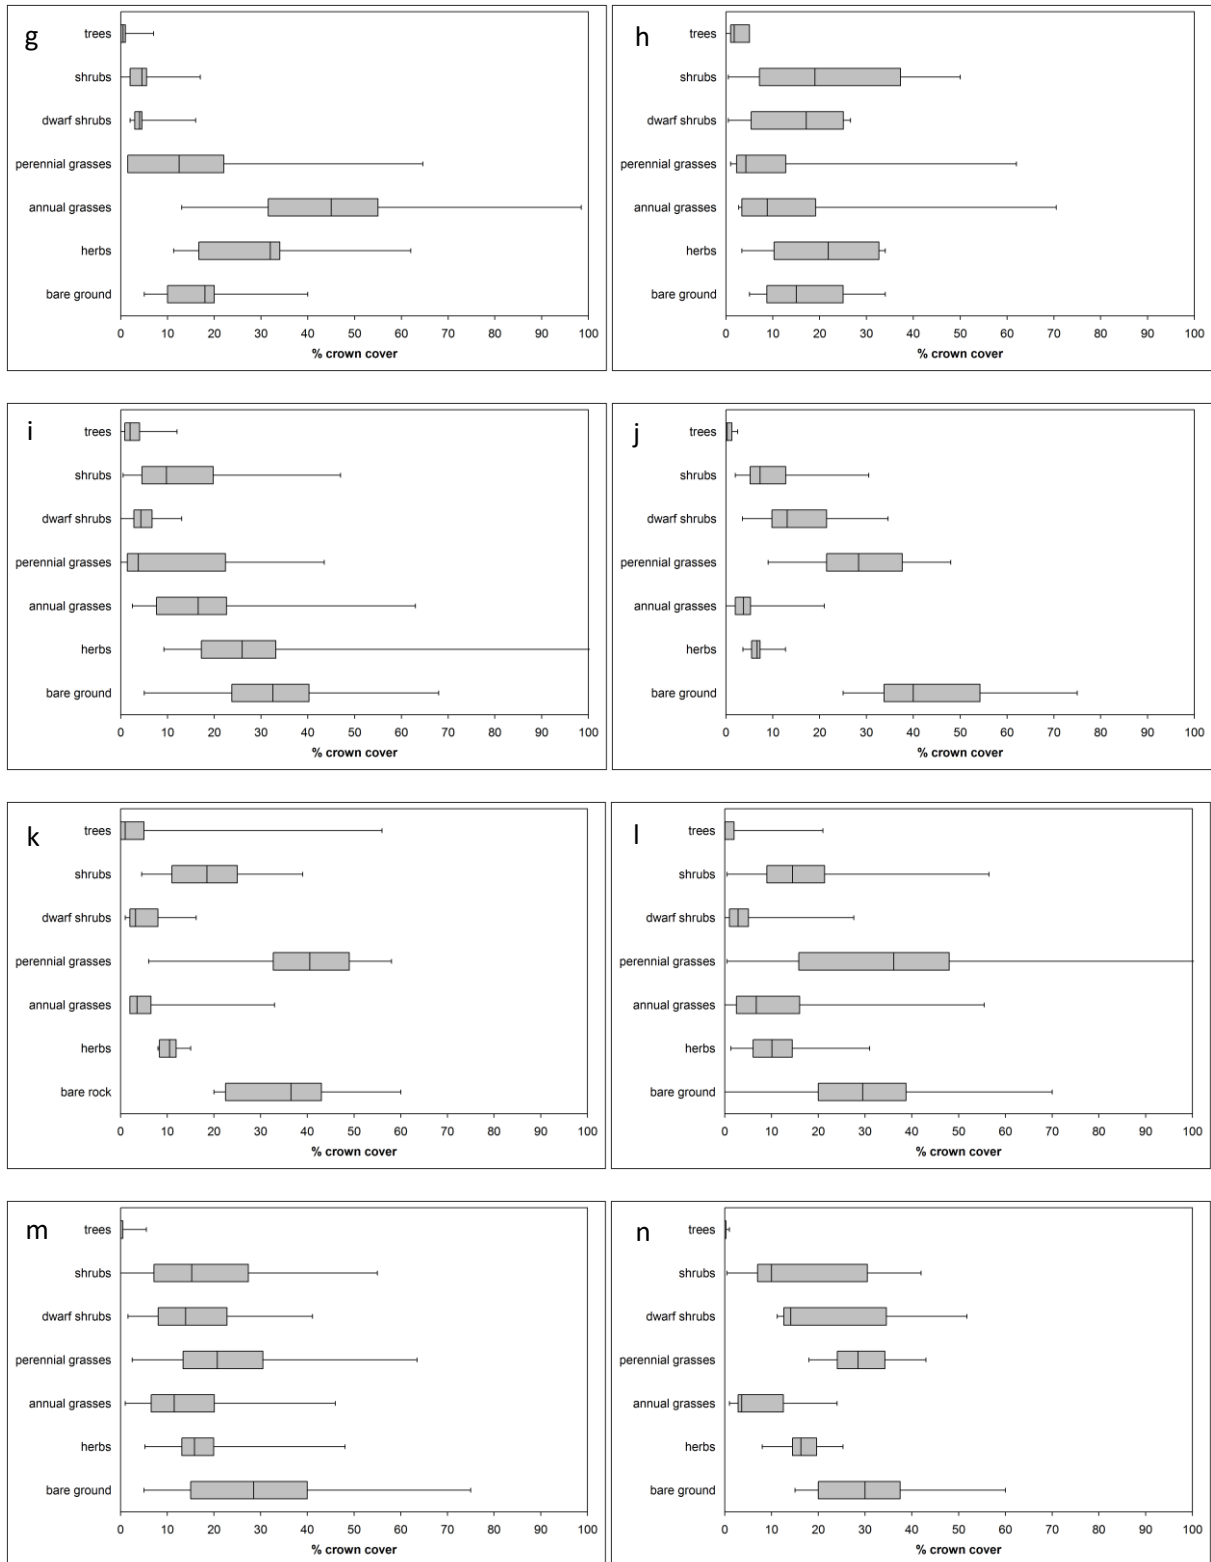 g
trees
shrubs
dwarf shrubs
perennial grasses
annual grasses
herbs
bare ground
0 10 20 30 40 50 60 70 80 90 100
% crown cover
h
trees
shrubs
dwarf shrubs
perennial grasses
annual grasses
herbs
bare ground
0 10 20 30 40 50 60 70 80 90 100
% crown cover
i
trees
shrubs
dwarf shrubs
perennial grasses
annual grasses
herbs
bare ground
0 10 20 30 40 50 60 70 80 90 100
% crown cover
j
trees
shrubs
dwarf shrubs
perennial grasses
annual grasses
herbs
bare ground
0 10 20 30 40 50 60 70 80 90 100
% crown cover
k
trees
shrubs
dwarf shrubs
perennial grasses
annual grasses
herbs
bare rock
0 10 20 30 40 50 60 70 80 90 100
% crown cover
l
trees
shrubs
dwarf shrubs
perennial grasses
annual grasses
herbs
bare ground
0 10 20 30 40 50 60 70 80 90 100
% crown cover
m
trees
shrubs
dwarf shrubs
perennial grasses
annual grasses
herbs
bare ground
0 10 20 30 40 50 60 70 80 90 100
% crown cover
n
trees
shrubs
dwarf shrubs
perennial grasses
annual grasses
herbs
bare ground
0 10 20 30 40 50 60 70 80 90 100
% crown cover